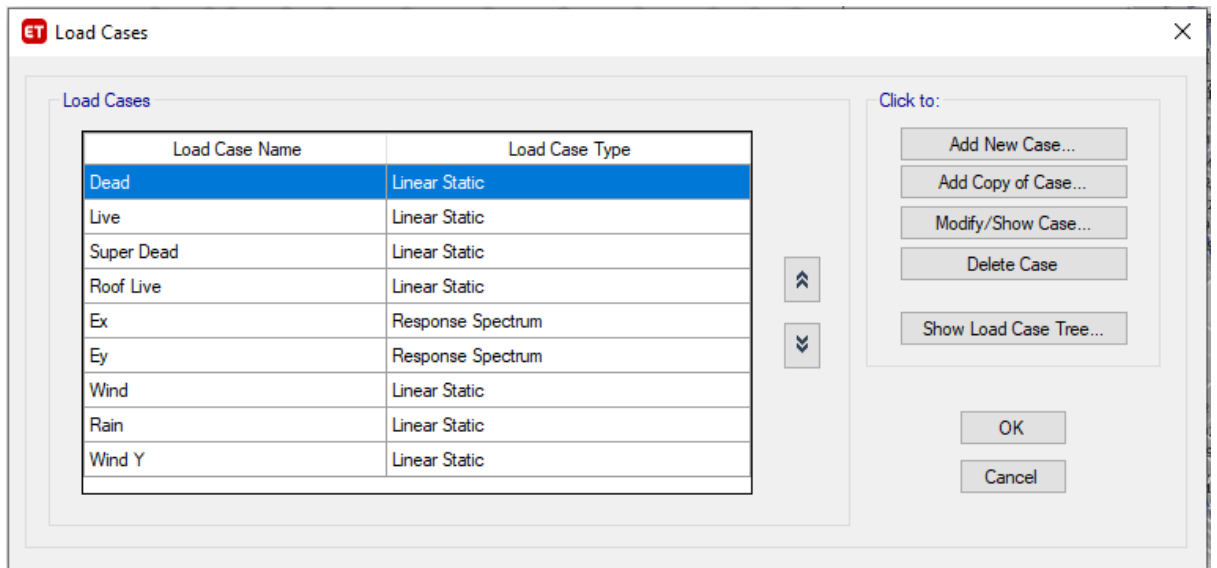 ET Load Cases
Load Cases
Load Case Name Load Case Type
Dead Linear Static
Live Linear Static
Super Dead Linear Static
Roof Live Linear Static
Ex Response Spectrum
Ey Response Spectrum
Wind Linear Static
Rain Linear Static
Wind Y Linear Static
Click to:
Add New Case...
Add Copy of Case...
Modify/Show Case...
Delete Case
Show Load Case Tree...
OK
Cancel